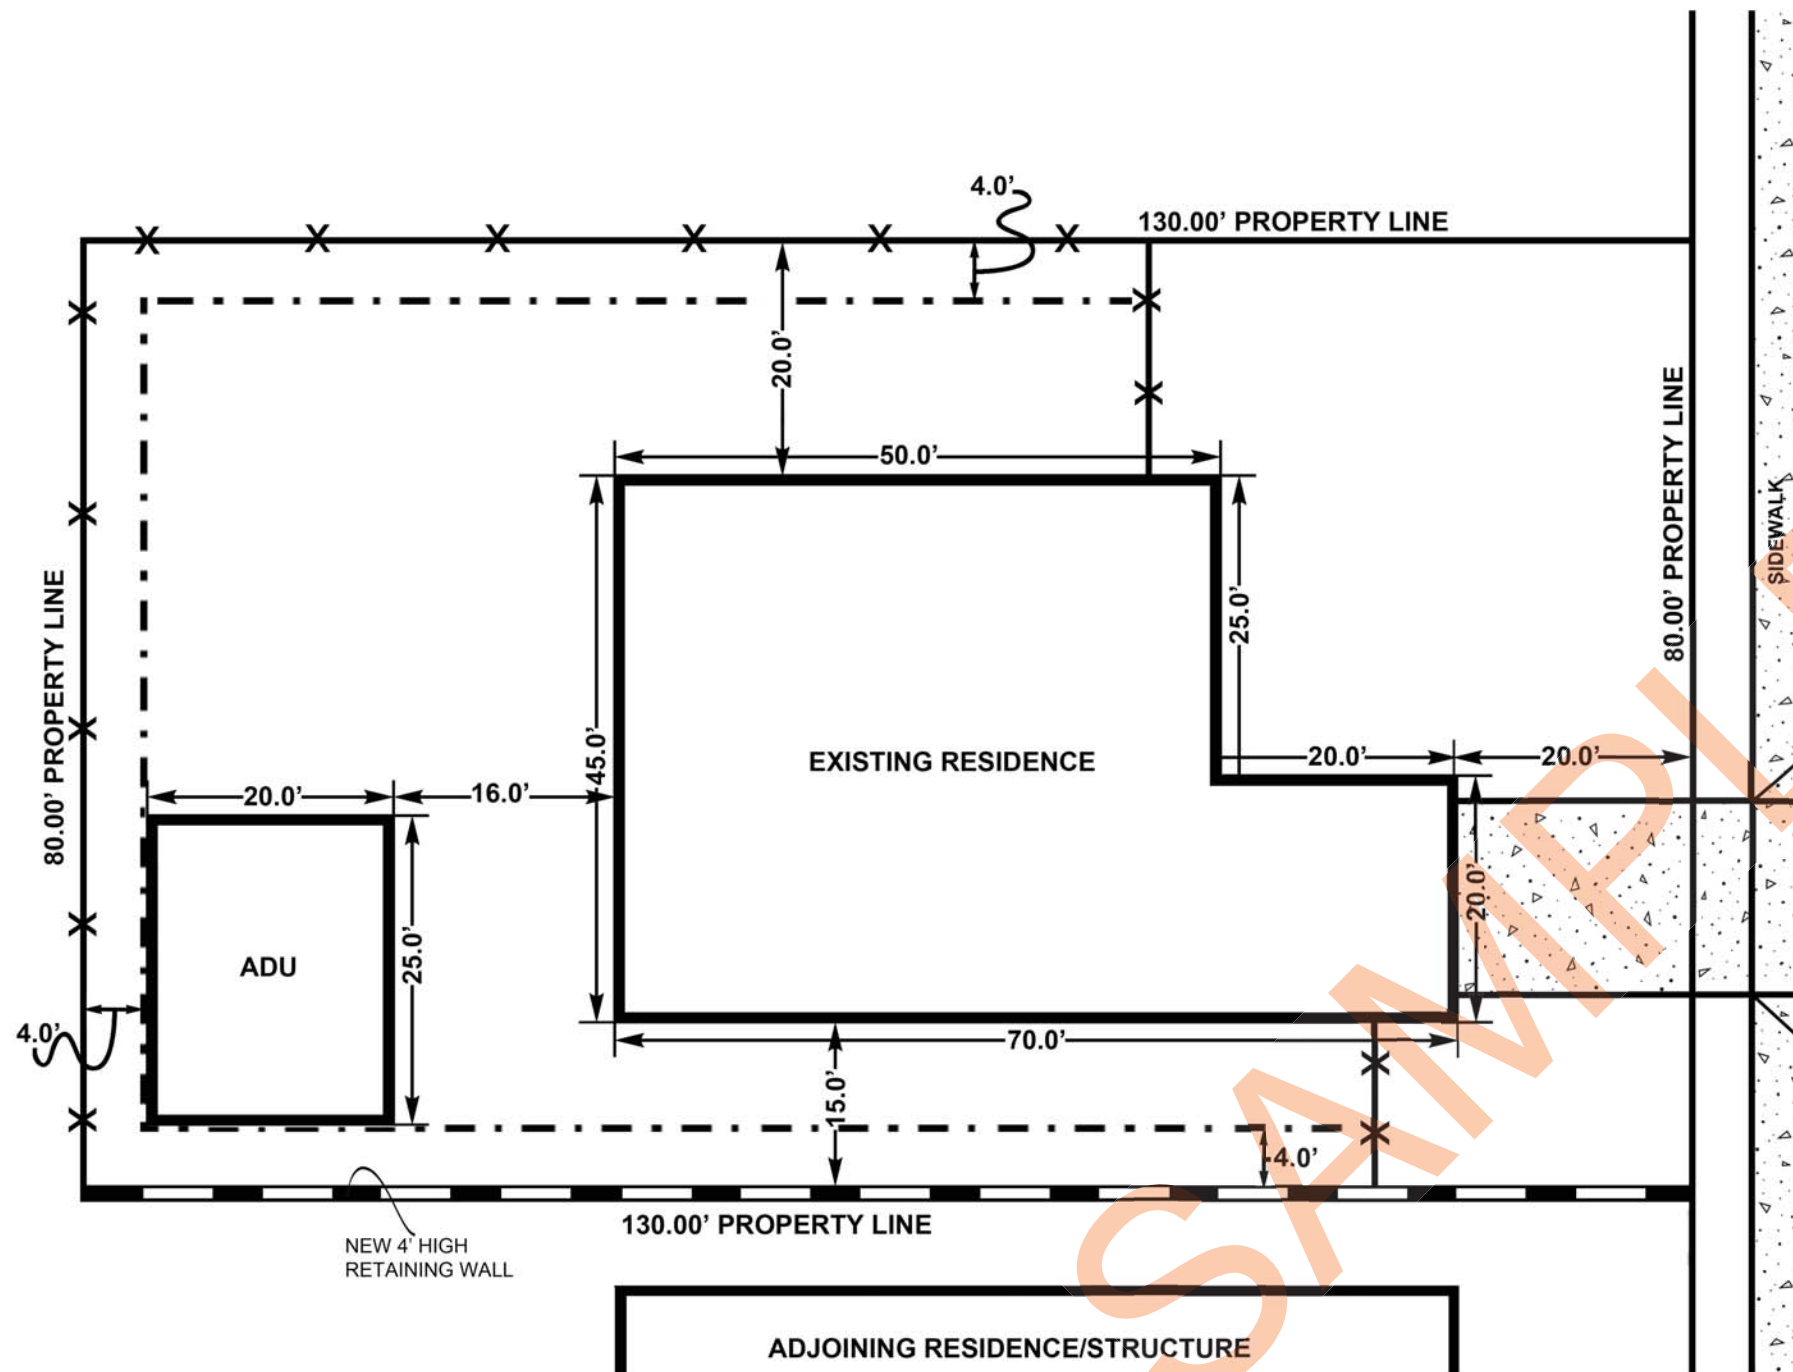 4.0'
130.00' PROPERTY LINE
20.0'
50.0'
25.0'
80.00' PROPERTY LINE
SIDEWALK
80.00' PROPERTY LINE
45.0'
EXISTING RESIDENCE
20.0'
20.0'
20.0'
16.0'
20.0'
25.0'
ADU
4.0'
70.0'
15.0'
4.0'
130.00' PROPERTY LINE
NEW 4' HIGH
RETAINING WALL
ADJOINING RESIDENCE/STRUCTURE
SAMPLE